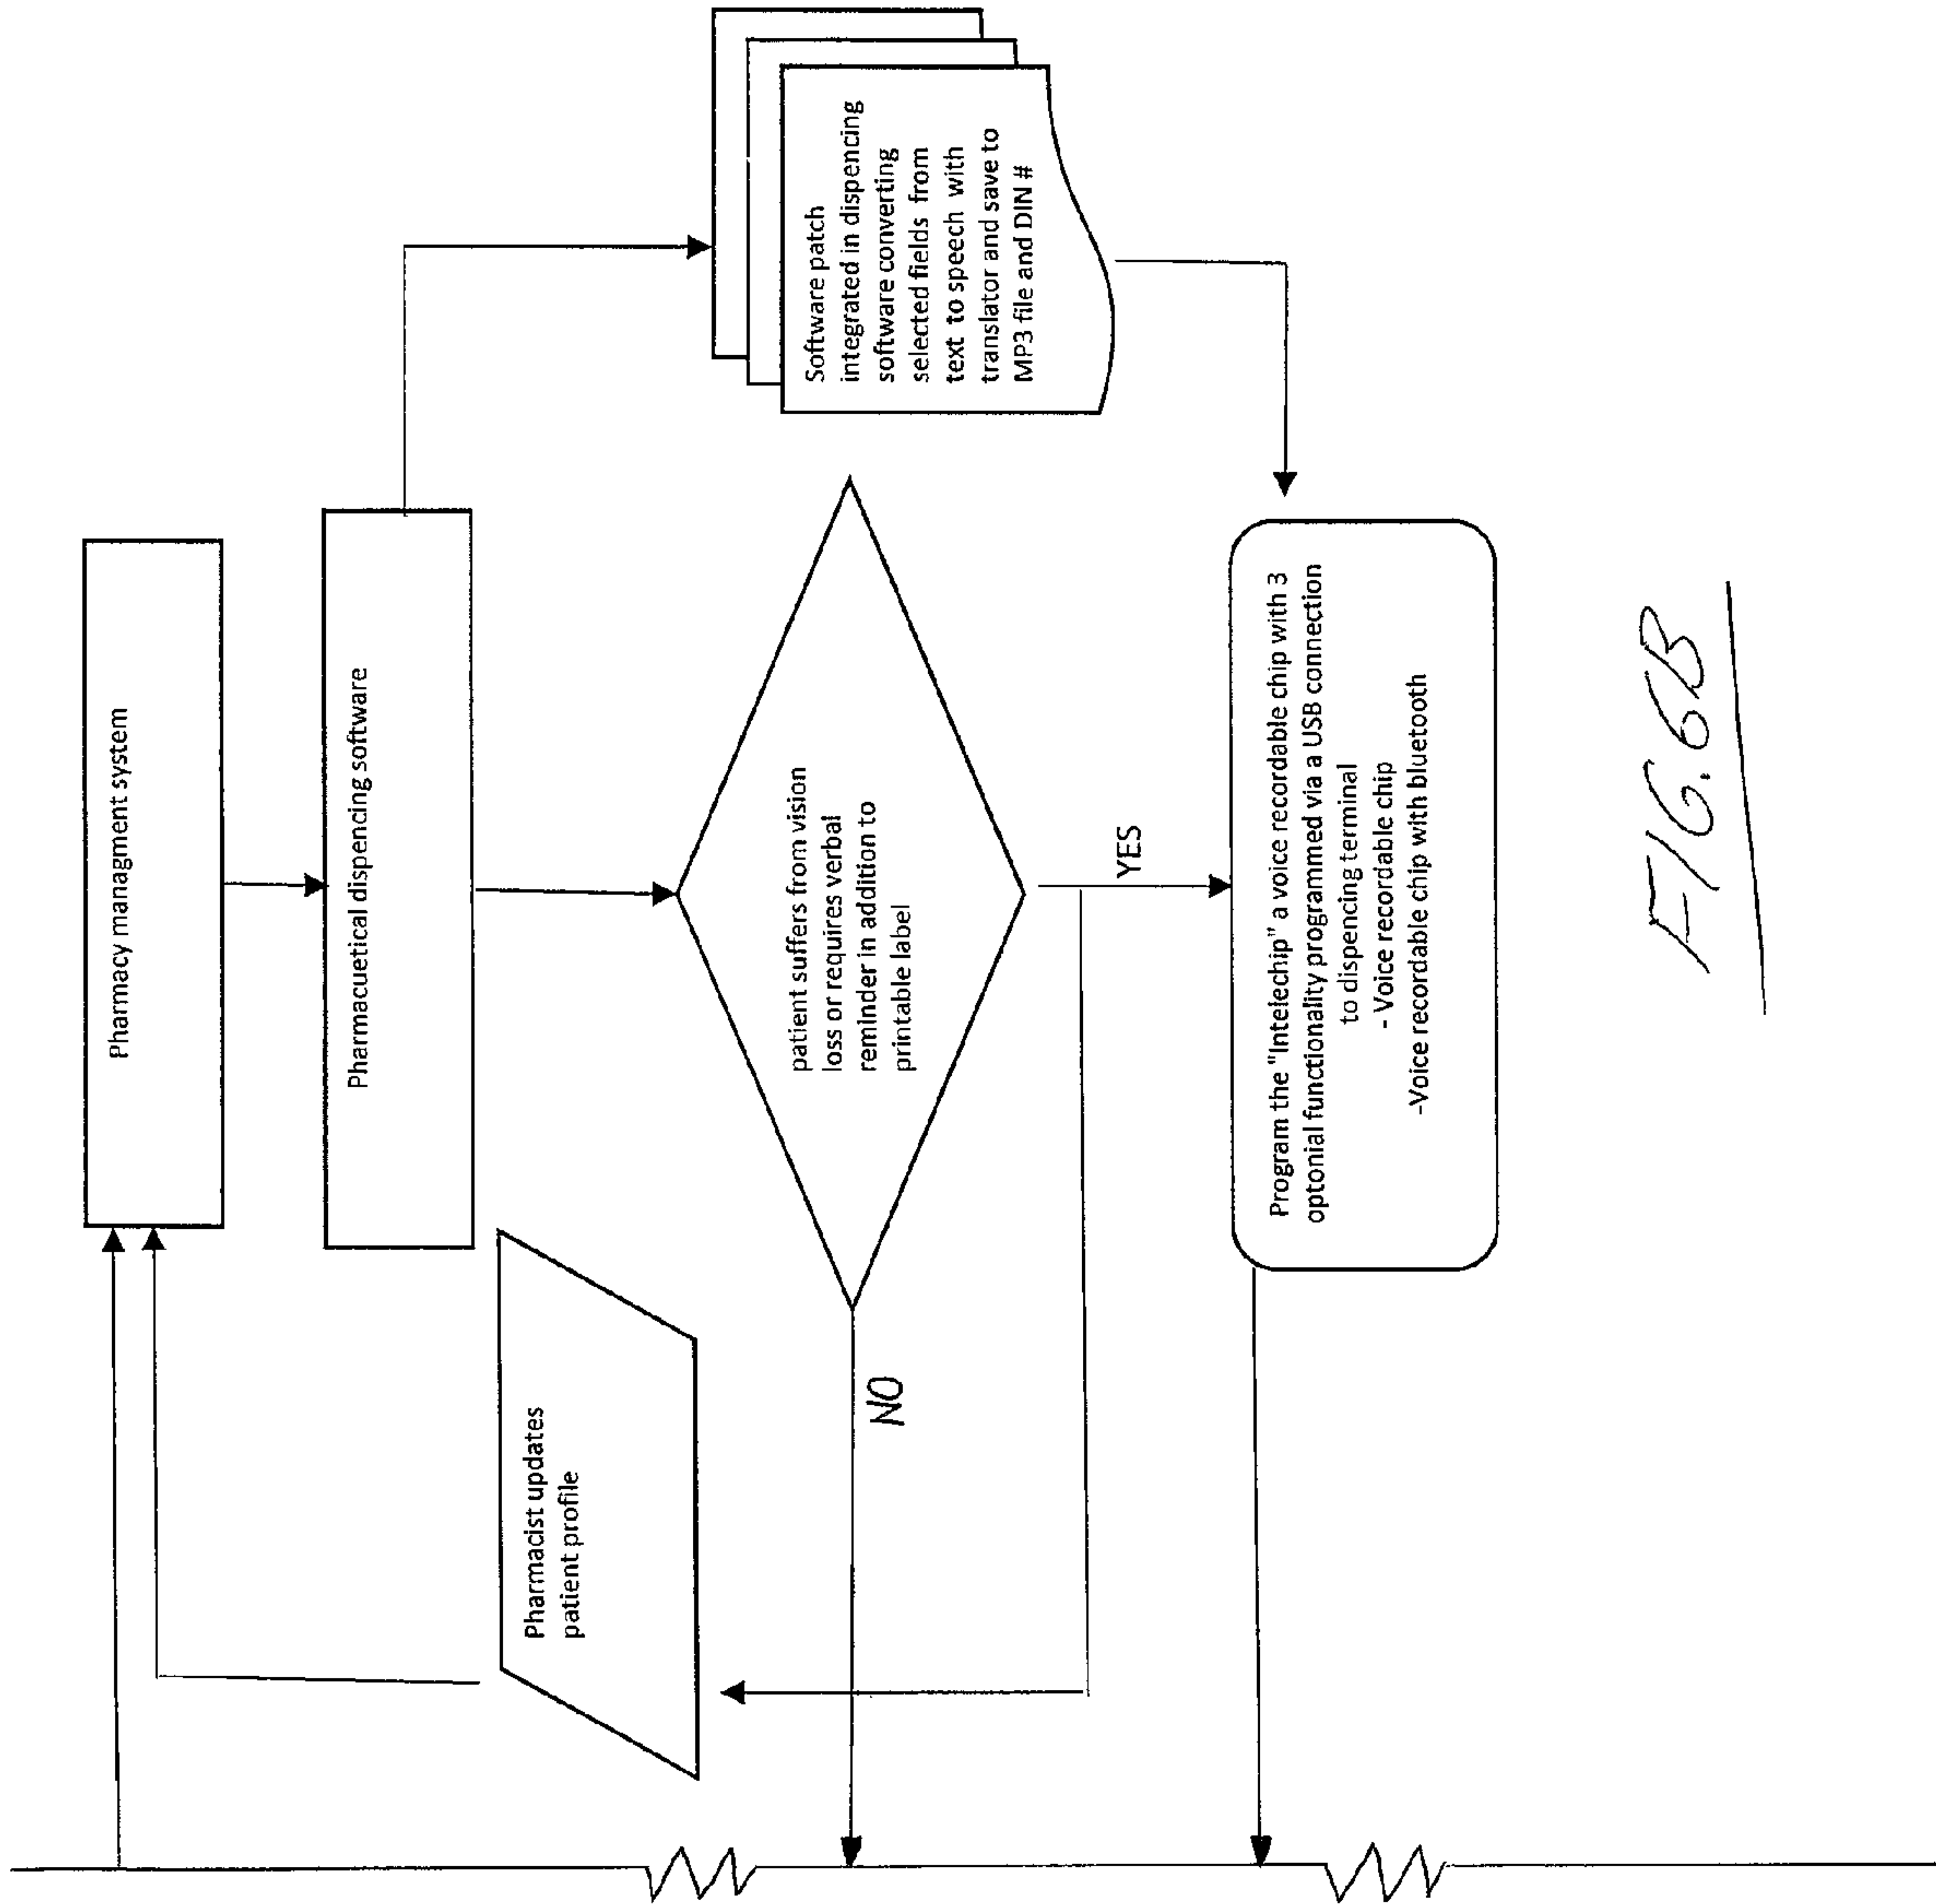 Pharmacy managment system
Pharmacuetical dispencing software
Software patch
integrated in dispencing
software converting
selected fields from
text to speech with
translator and save to
MP3 file and DIN #
Pharmacist updates
patient profile
patient suffers from vision
loss or requires verbal
reminder in addition to
printable label
NO
YES
Program the "Intelechip" a voice recordable chip with 3
optonial functionality programmed via a USB connection
to dispencing terminal
- Voice recordable chip
-Voice recordable chip with bluetooth
FIG. 6B